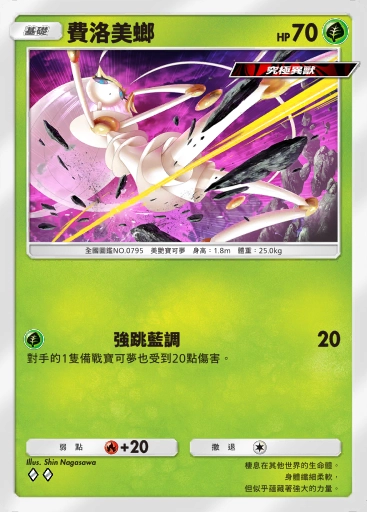 基礎
費洛美螂
HP 70
究極異獸
全國圖鑑NO.0795 美艷寶可夢 身高：1.8m 體重：25.0kg
強跳藍調 20
對手的1隻備戰寶可夢也受到20點傷害。
弱點 +20 撤退
Illus. Shin Nagasawa
棲息在其他世界的生命體。
身體纖細柔軟，
但似乎蘊藏著強大的力量。